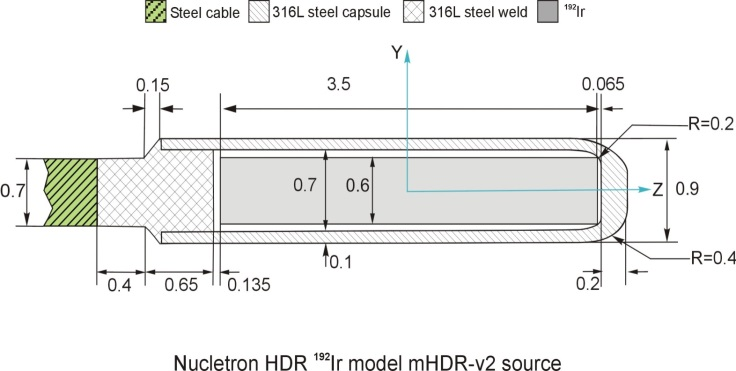 Steel cable 316L steel capsule 316L steel weld ¹⁹²Ir
Y
0.15 3.5 0.065
R=0.2
0.7 0.7 0.6 Z 0.9
0.1 R=0.4
0.4 0.65 0.135 0.2
Nucletron HDR ¹⁹²Ir model mHDR-v2 source